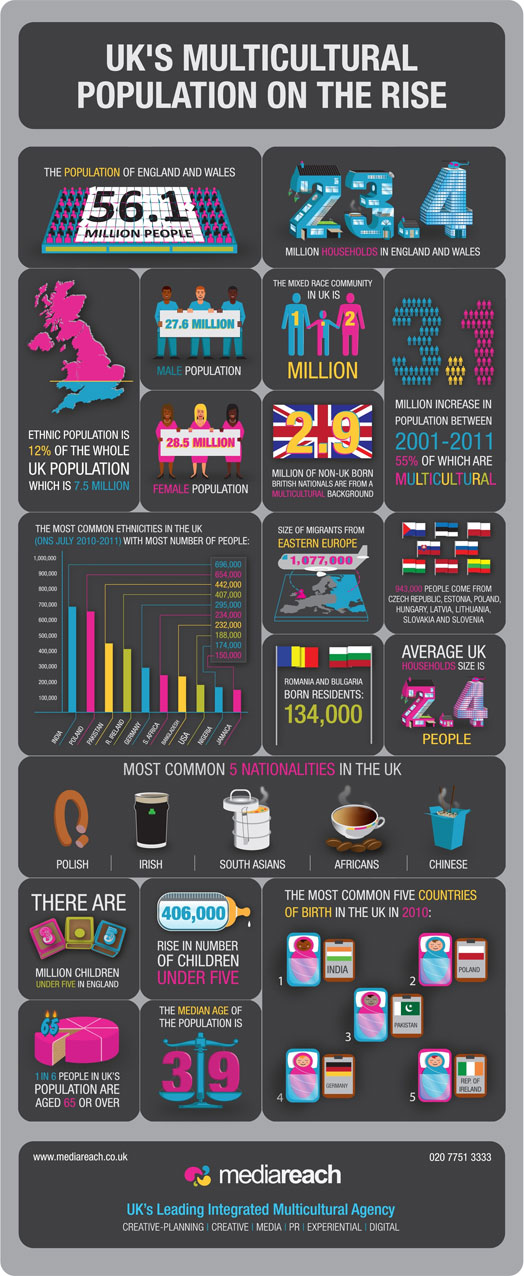 UK'S MULTICULTURAL
POPULATION ON THE RISE
THE POPULATION OF ENGLAND AND WALES
56.1
MILLION PEOPLE
23.4
MILLION HOUSEHOLDS IN ENGLAND AND WALES
ETHNIC POPULATION IS
12% OF THE WHOLE
UK POPULATION
WHICH IS 7.5 MILLION
27.6 MILLION
MALE POPULATION
28.5 MILLION
FEMALE POPULATION
THE MIXED RACE COMMUNITY
IN UK IS
1 2
MILLION
2.9
MILLION OF NON-UK BORN
BRITISH NATIONALS ARE FROM A
MULTICULTURAL BACKGROUND
3.1
MILLION INCREASE IN
POPULATION BETWEEN
2001-2011
55% OF WHICH ARE
MULTICULTURAL
THE MOST COMMON ETHNICITIES IN THE UK
(ONS JULY 2010-2011) WITH MOST NUMBER OF PEOPLE:
1,000,000
900,000
800,000
700,000
600,000
500,000
400,000
300,000
200,000
100,000
696,000
654,000
442,000
407,000
295,000
234,000
232,000
188,000
174,000
150,000
INDIA
POLAND
PAKISTAN
R. IRELAND
GERMANY
S. AFRICA
BANGLADESH
USA
NIGERIA
JAMAICA
SIZE OF MIGRANTS FROM
EASTERN EUROPE
1,077,000
943,000 PEOPLE COME FROM
CZECH REPUBLIC, ESTONIA, POLAND,
HUNGARY, LATVIA, LITHUANIA,
SLOVAKIA AND SLOVENIA
ROMANIA AND BULGARIA
BORN RESIDENTS:
134,000
AVERAGE UK
HOUSEHOLDS SIZE IS
2.4
PEOPLE
MOST COMMON 5 NATIONALITIES IN THE UK
POLISH
IRISH
SOUTH ASIANS
AFRICANS
CHINESE
THERE ARE
MILLION CHILDREN
UNDER FIVE IN ENGLAND
406,000
RISE IN NUMBER
OF CHILDREN
UNDER FIVE
65
1 IN 6 PEOPLE IN UK'S
POPULATION ARE
AGED 65 OR OVER
THE MEDIAN AGE OF
THE POPULATION IS
39
THE MOST COMMON FIVE COUNTRIES
OF BIRTH IN THE UK IN 2010:
1
INDIA
2
POLAND
3
PAKISTAN
4
GERMANY
5
REP. OF
IRELAND
www.mediareach.co.uk
020 7751 3333
mediareach
UK's Leading Integrated Multicultural Agency
CREATIVE-PLANNING | CREATIVE | MEDIA | PR | EXPERIENTIAL | DIGITAL